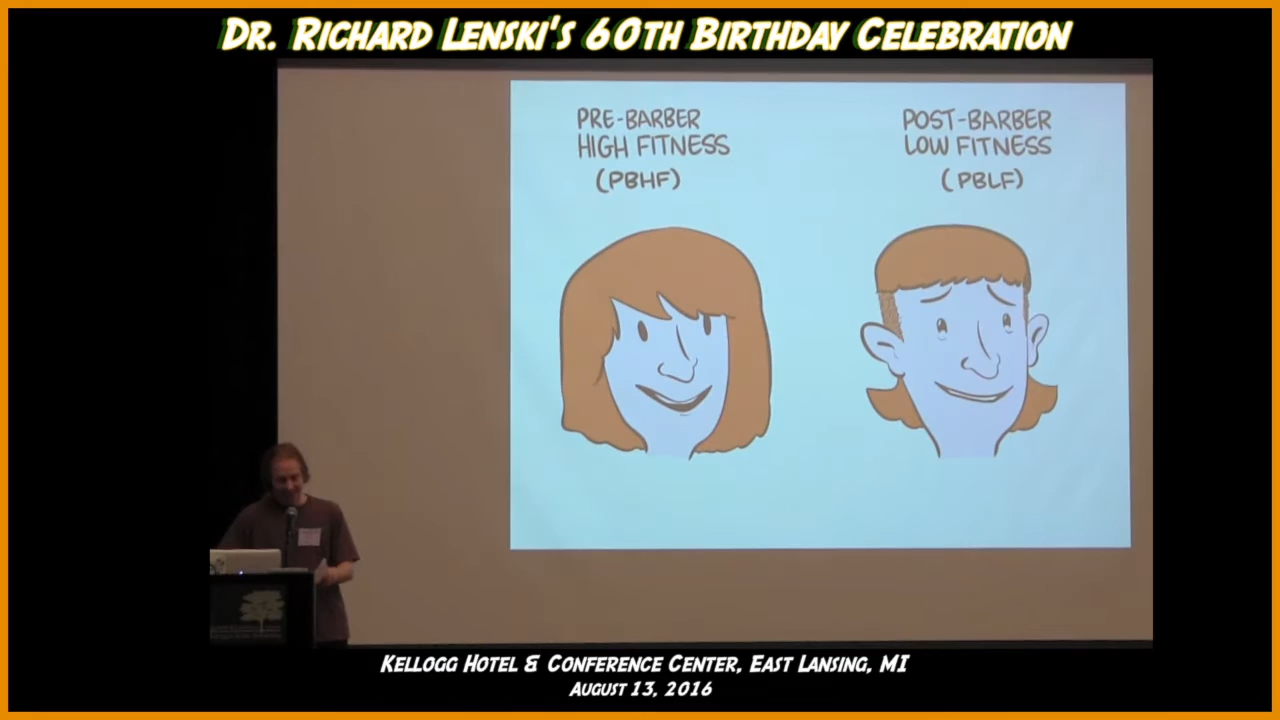 DR. RICHARD LENSKI'S 60TH BIRTHDAY CELEBRATION
PRE-BARBER
HIGH FITNESS
(PBHF)
POST-BARBER
LOW FITNESS
(PBLF)
KELLOGG HOTEL & CONFERENCE CENTER, EAST LANSING, MI
AUGUST 13, 2016